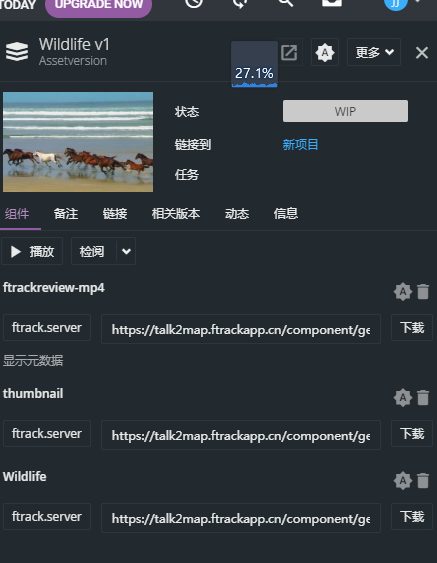 TODAY UPGRADE NOW
JJ
Wildlife v1
Assetversion
27.1%
A
更多
状态 WIP
链接到 新项目
任务
组件 备注 链接 相关版本 动态 信息
播放 检阅
ftrackreview-mp4
A
ftrack.server https://talk2map.ftrackapp.cn/component/ge 下载
显示元数据
thumbnail
A
ftrack.server https://talk2map.ftrackapp.cn/component/ge 下载
Wildlife
A
ftrack.server https://talk2map.ftrackapp.cn/component/ge 下载